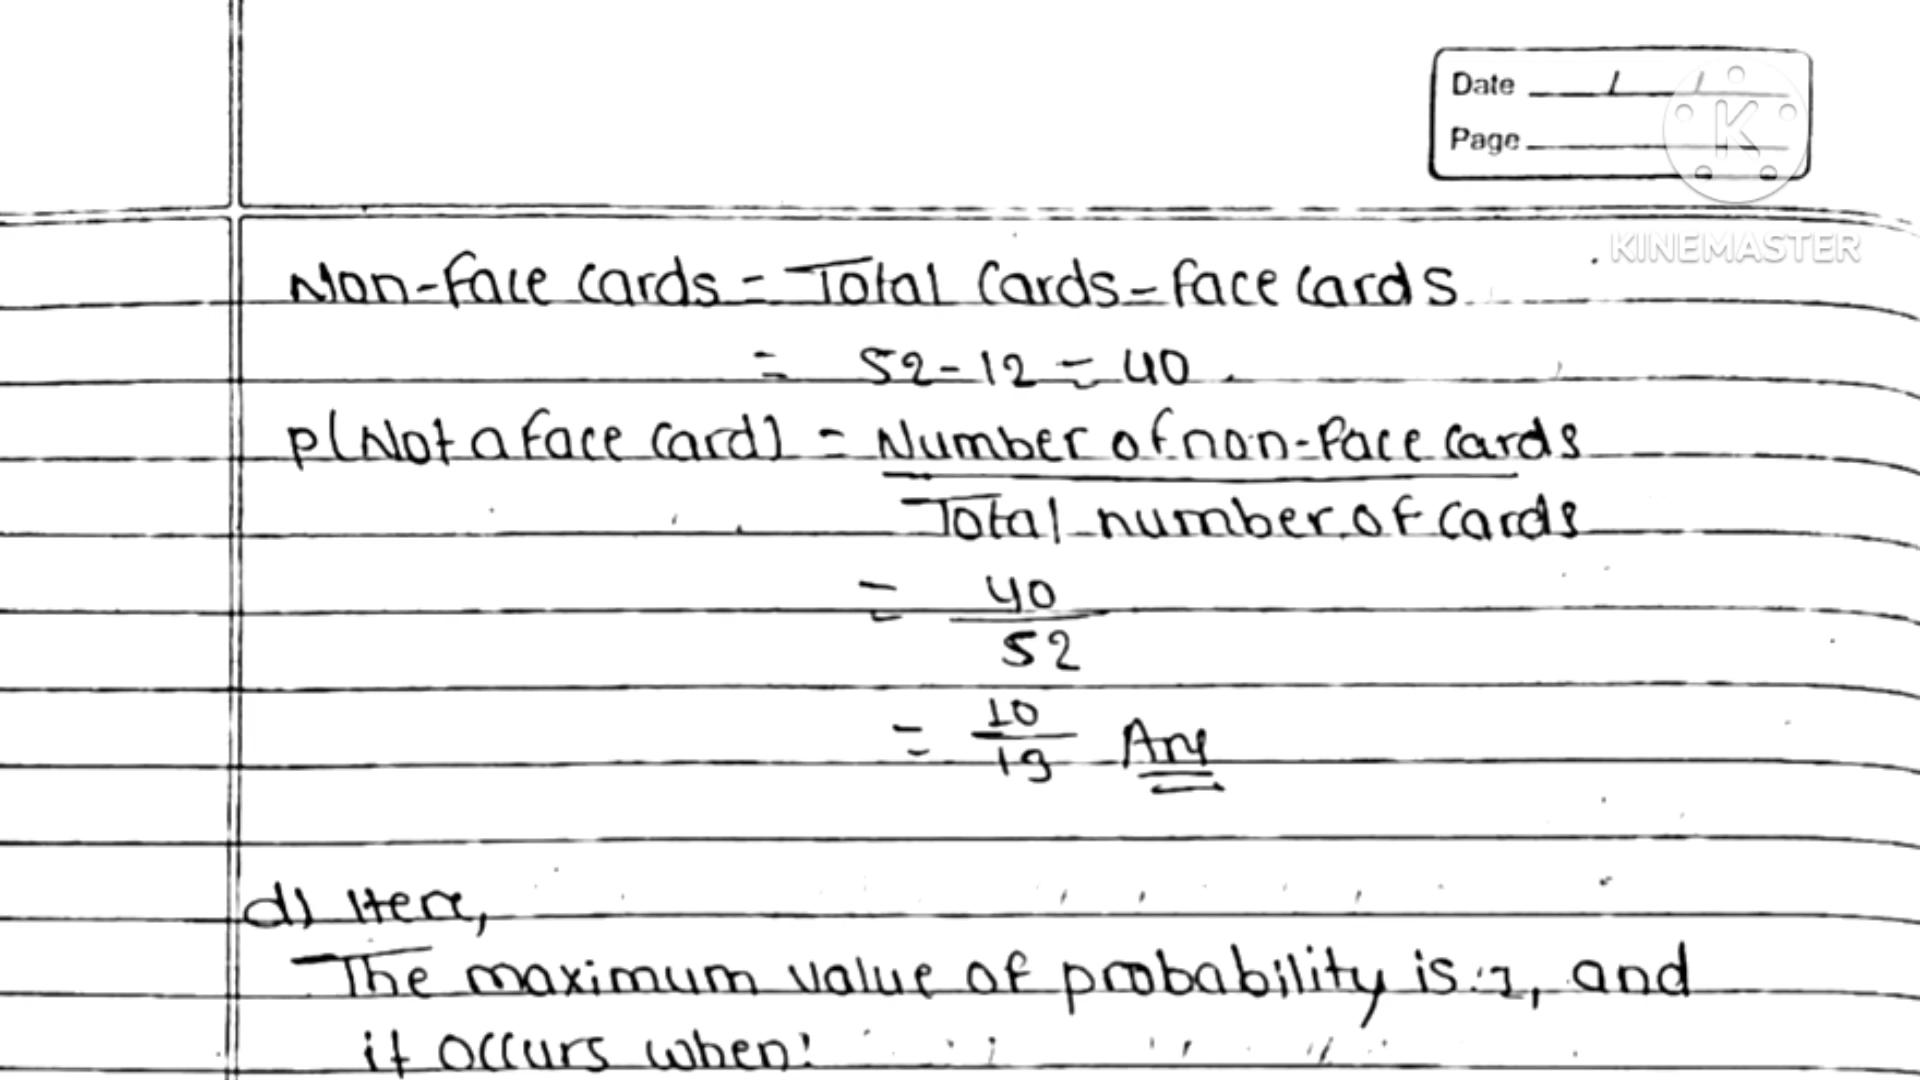 Date / /
Page
KINEMASTER
Non-Face cards = Total cards - face cards
= 52 - 12 = 40
P(Not a face card) = Number of non-face cards
Total number of cards
= 40
52
= 10
13 Ans
d) Here,
The maximum value of probability is 1, and
it occurs when: